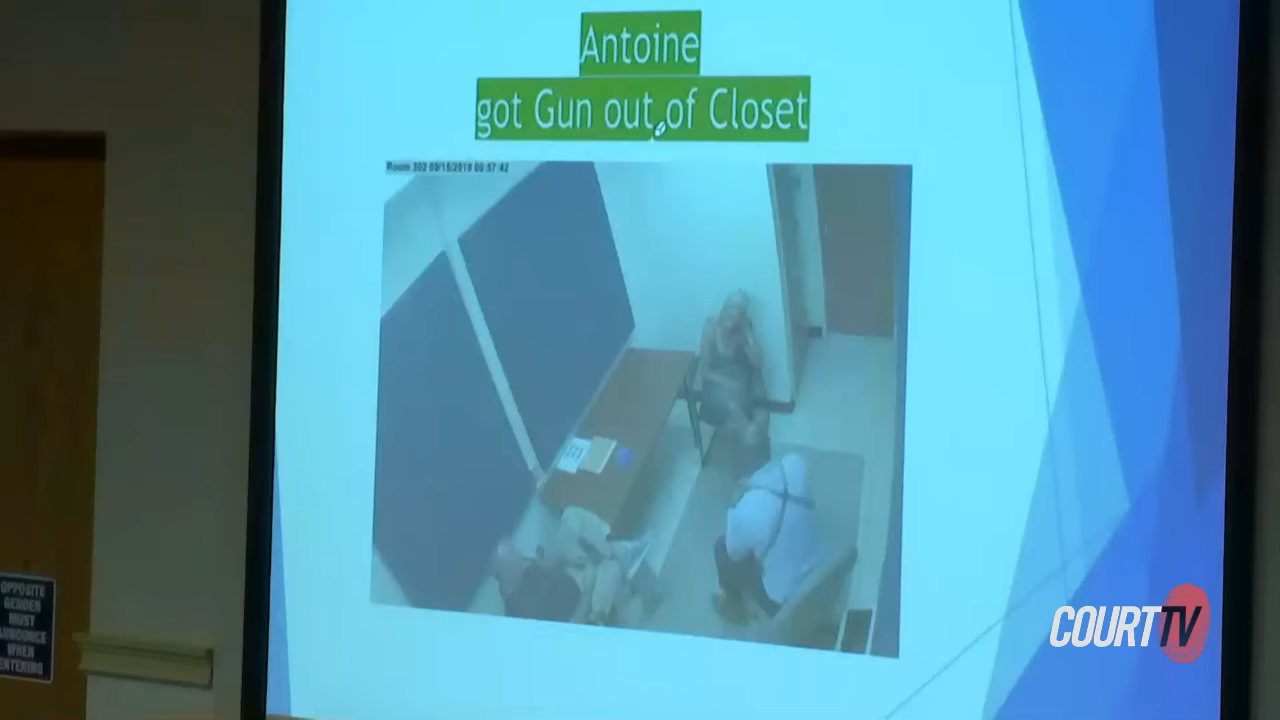 Antoine
got Gun out of Closet
Room 302 09/15/2019 00:57:42
OPPOSITE
GENDER
MUST
ANNOUNCE
WHEN
ENTERING
COURT TV